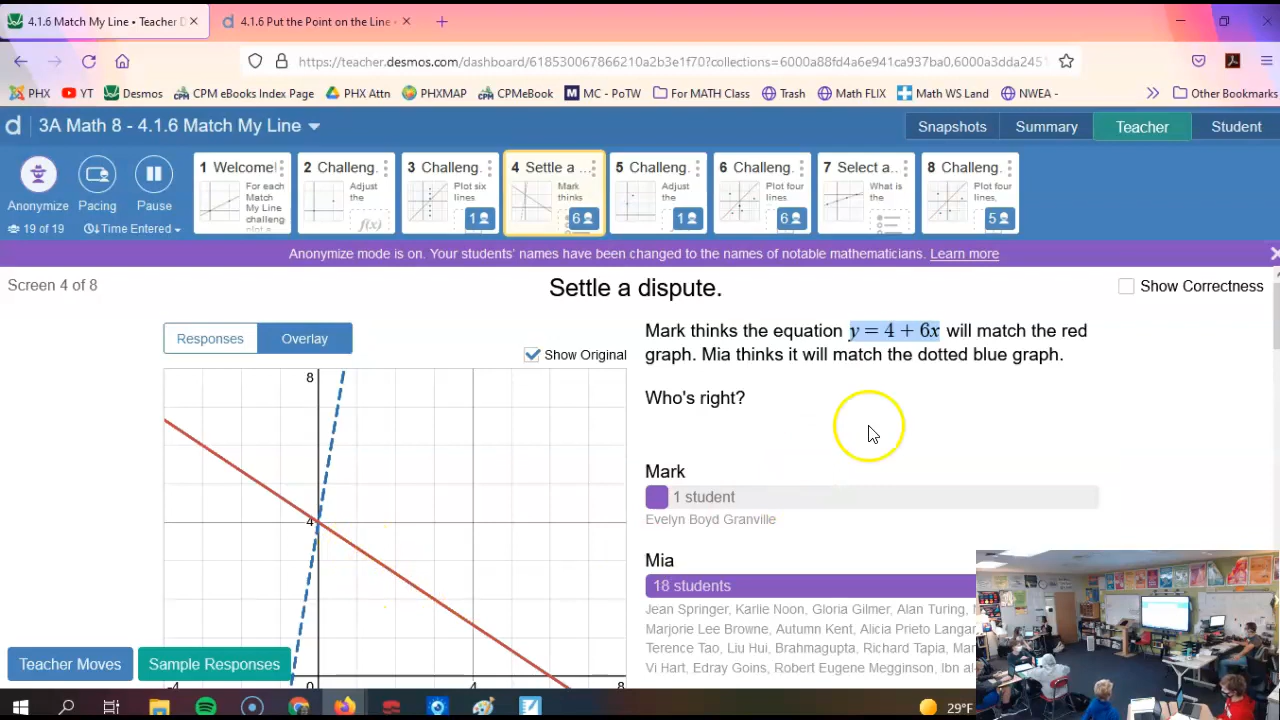 4.1.6 Match My Line • Teacher D
4.1.6 Put the Point on the Line •
https://teacher.desmos.com/dashboard/618530067866210a2b3e1f70?collections=6000a88fd4a6e941ca937ba0,6000a3dda245
PHX
YT
Desmos
CPM eBooks Index Page
PHX Attn
PHXMAP
CPMeBook
MC - PoTW
For MATH Class
Trash
Math FLIX
Math WS Land
NWEA -
Other Bookmarks
3A Math 8 - 4.1.6 Match My Line
Snapshots
Summary
Teacher
Student
Anonymize
Pacing
Pause
19 of 19
Time Entered
1 Welcome!
For each
Match
My Line
challeng
2 Challeng.
Adjust
the
f(x)
3 Challeng.
Plot six
lines
1
4 Settle a ...
Mark
thinks
6
5 Challeng.
Adjust
the
1
6 Challeng.
Plot four
lines,
6
7 Select a..
What is
the
8 Challeng.
Plot four
lines,
5
Anonymize mode is on. Your students' names have been changed to the names of notable mathematicians. Learn more
Screen 4 of 8
Settle a dispute.
Show Correctness
Responses
Overlay
Show Original
8
4
0
-4
4
8
Mark thinks the equation y = 4 + 6x will match the red
graph. Mia thinks it will match the dotted blue graph.
Who's right?
Mark
1 student
Evelyn Boyd Granville
Mia
18 students
Jean Springer, Karlie Noon, Gloria Gilmer, Alan Turing,
Marjorie Lee Browne, Autumn Kent, Alicia Prieto Langar
Terence Tao, Liu Hui, Brahmagupta, Richard Tapia, Mar
Vi Hart, Edray Goins, Robert Eugene Megginson, Ibn al-
Teacher Moves
Sample Responses
29°F